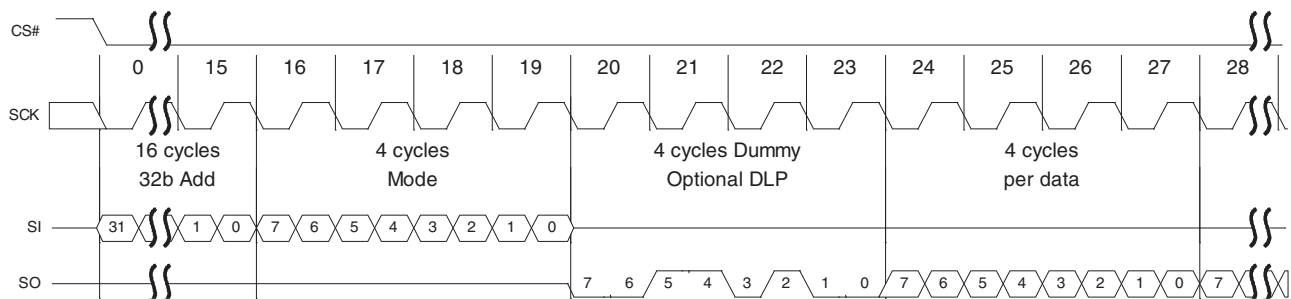 CS#
0 15 16 17 18 19 20 21 22 23 24 25 26 27 28
SCK
16 cycles 4 cycles 4 cycles Dummy 4 cycles
32b Add Mode Optional DLP per data
SI 31 1 0 7 6 5 4 3 2 1 0
SO 7 6 5 4 3 2 1 0 7 6 5 4 3 2 1 0 7